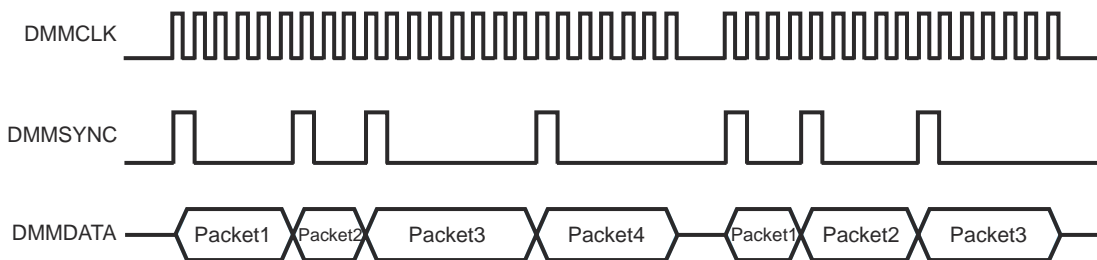 DMMCLK
DMMSYNC
DMMDATA
Packet1
Packet2
Packet3
Packet4
Packet1
Packet2
Packet3